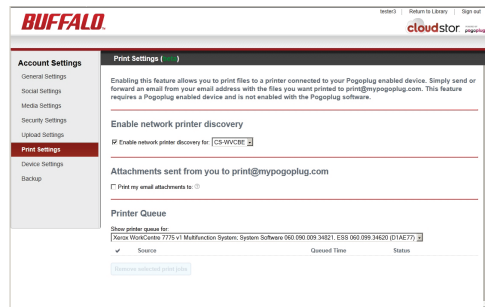 tester3 | Return to Library | Sign out
BUFFALO
cloudstor
pogoplug
Account Settings
General Settings
Social Settings
Media Settings
Security Settings
Upload Settings
Print Settings
Device Settings
Backup
Print Settings (beta)
Enabling this feature allows you to print files to a printer connected to your Pogoplug enabled device. Simply send or
forward an email from your email address with the files you want printed to print@mypogoplug.com. This feature
requires a Pogoplug enabled device and is not enabled with the Pogoplug software.
Enable network printer discovery
Enable network printer discovery for: CS-WVCBE
Attachments sent from you to print@mypogoplug.com
Print my email attachments to:
Printer Queue
Show printer queue for:
Xerox WorkCentre 7775 v1 Multifunction System; System Software 060.090.009.34821, ESS 060.099.34620 (D1AE77)
Source Queued Time Status
Remove selected print jobs